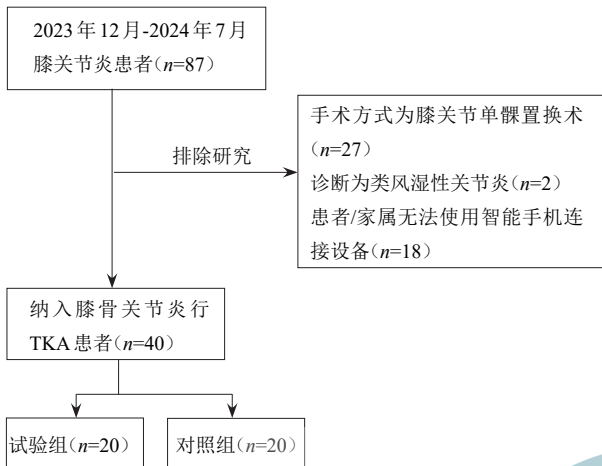 2023年12月-2024年7月
膝关节炎患者(n=87)
手术方式为膝关节单髁置换术
(n=27)
诊断为类风湿性关节炎(n=2)
患者/家属无法使用智能手机连
接设备(n=18)
排除研究
纳入膝骨关节炎行
TKA患者(n=40)
试验组(n=20)
对照组(n=20)